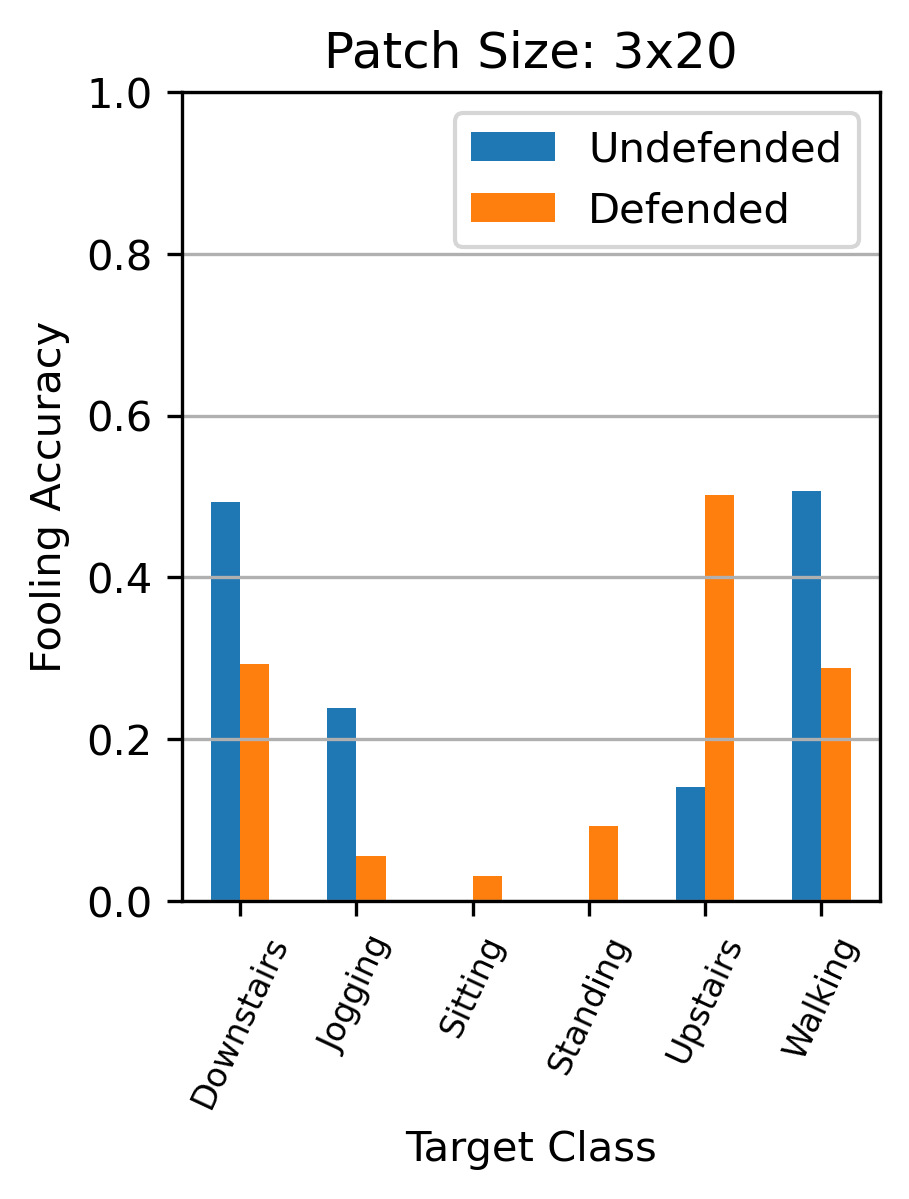 Patch Size: 3x20
1.0
0.8
0.6
0.4
0.2
0.0
Fooling Accuracy
Undefended
Defended
Downstairs
Jogging
Sitting
Standing
Upstairs
Walking
Target Class